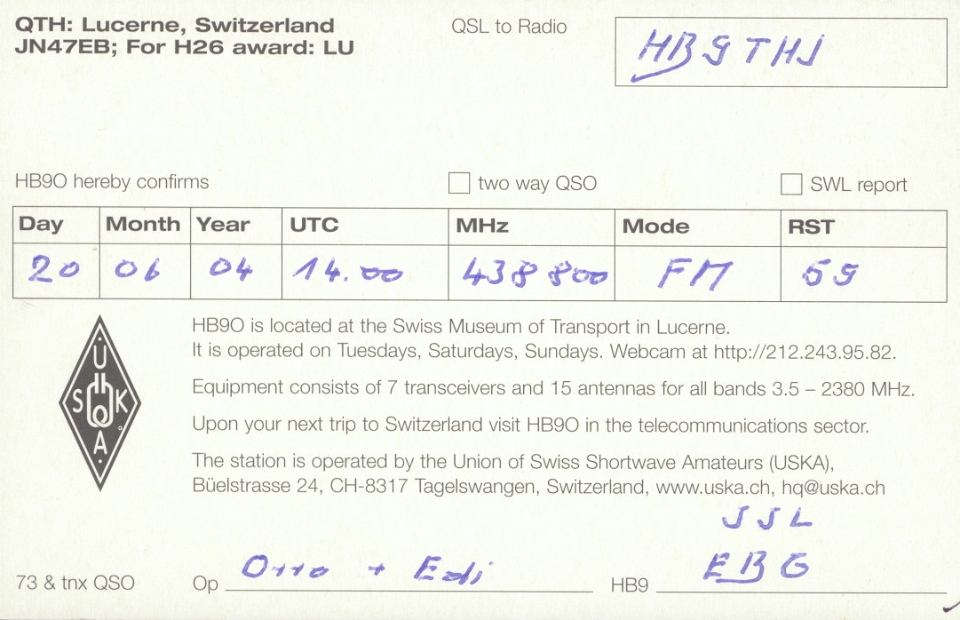 QTH: Lucerne, Switzerland
JN47EB; For H26 award: LU
QSL to Radio
HB9THJ
HB9O hereby confirms
two way QSO
SWL report
Day Month Year UTC MHz Mode RST
20 06 04 14.00 438 800 FM 59
USKA
HB9O is located at the Swiss Museum of Transport in Lucerne.
It is operated on Tuesdays, Saturdays, Sundays. Webcam at http://212.243.95.82.
Equipment consists of 7 transceivers and 15 antennas for all bands 3.5 – 2380 MHz.
Upon your next trip to Switzerland visit HB9O in the telecommunications sector.
The station is operated by the Union of Swiss Shortwave Amateurs (USKA),
Büelstrasse 24, CH-8317 Tagelswangen, Switzerland, www.uska.ch, hq@uska.ch
JJL
73 & tnx QSO Op Otto + Edi HB9 EBG